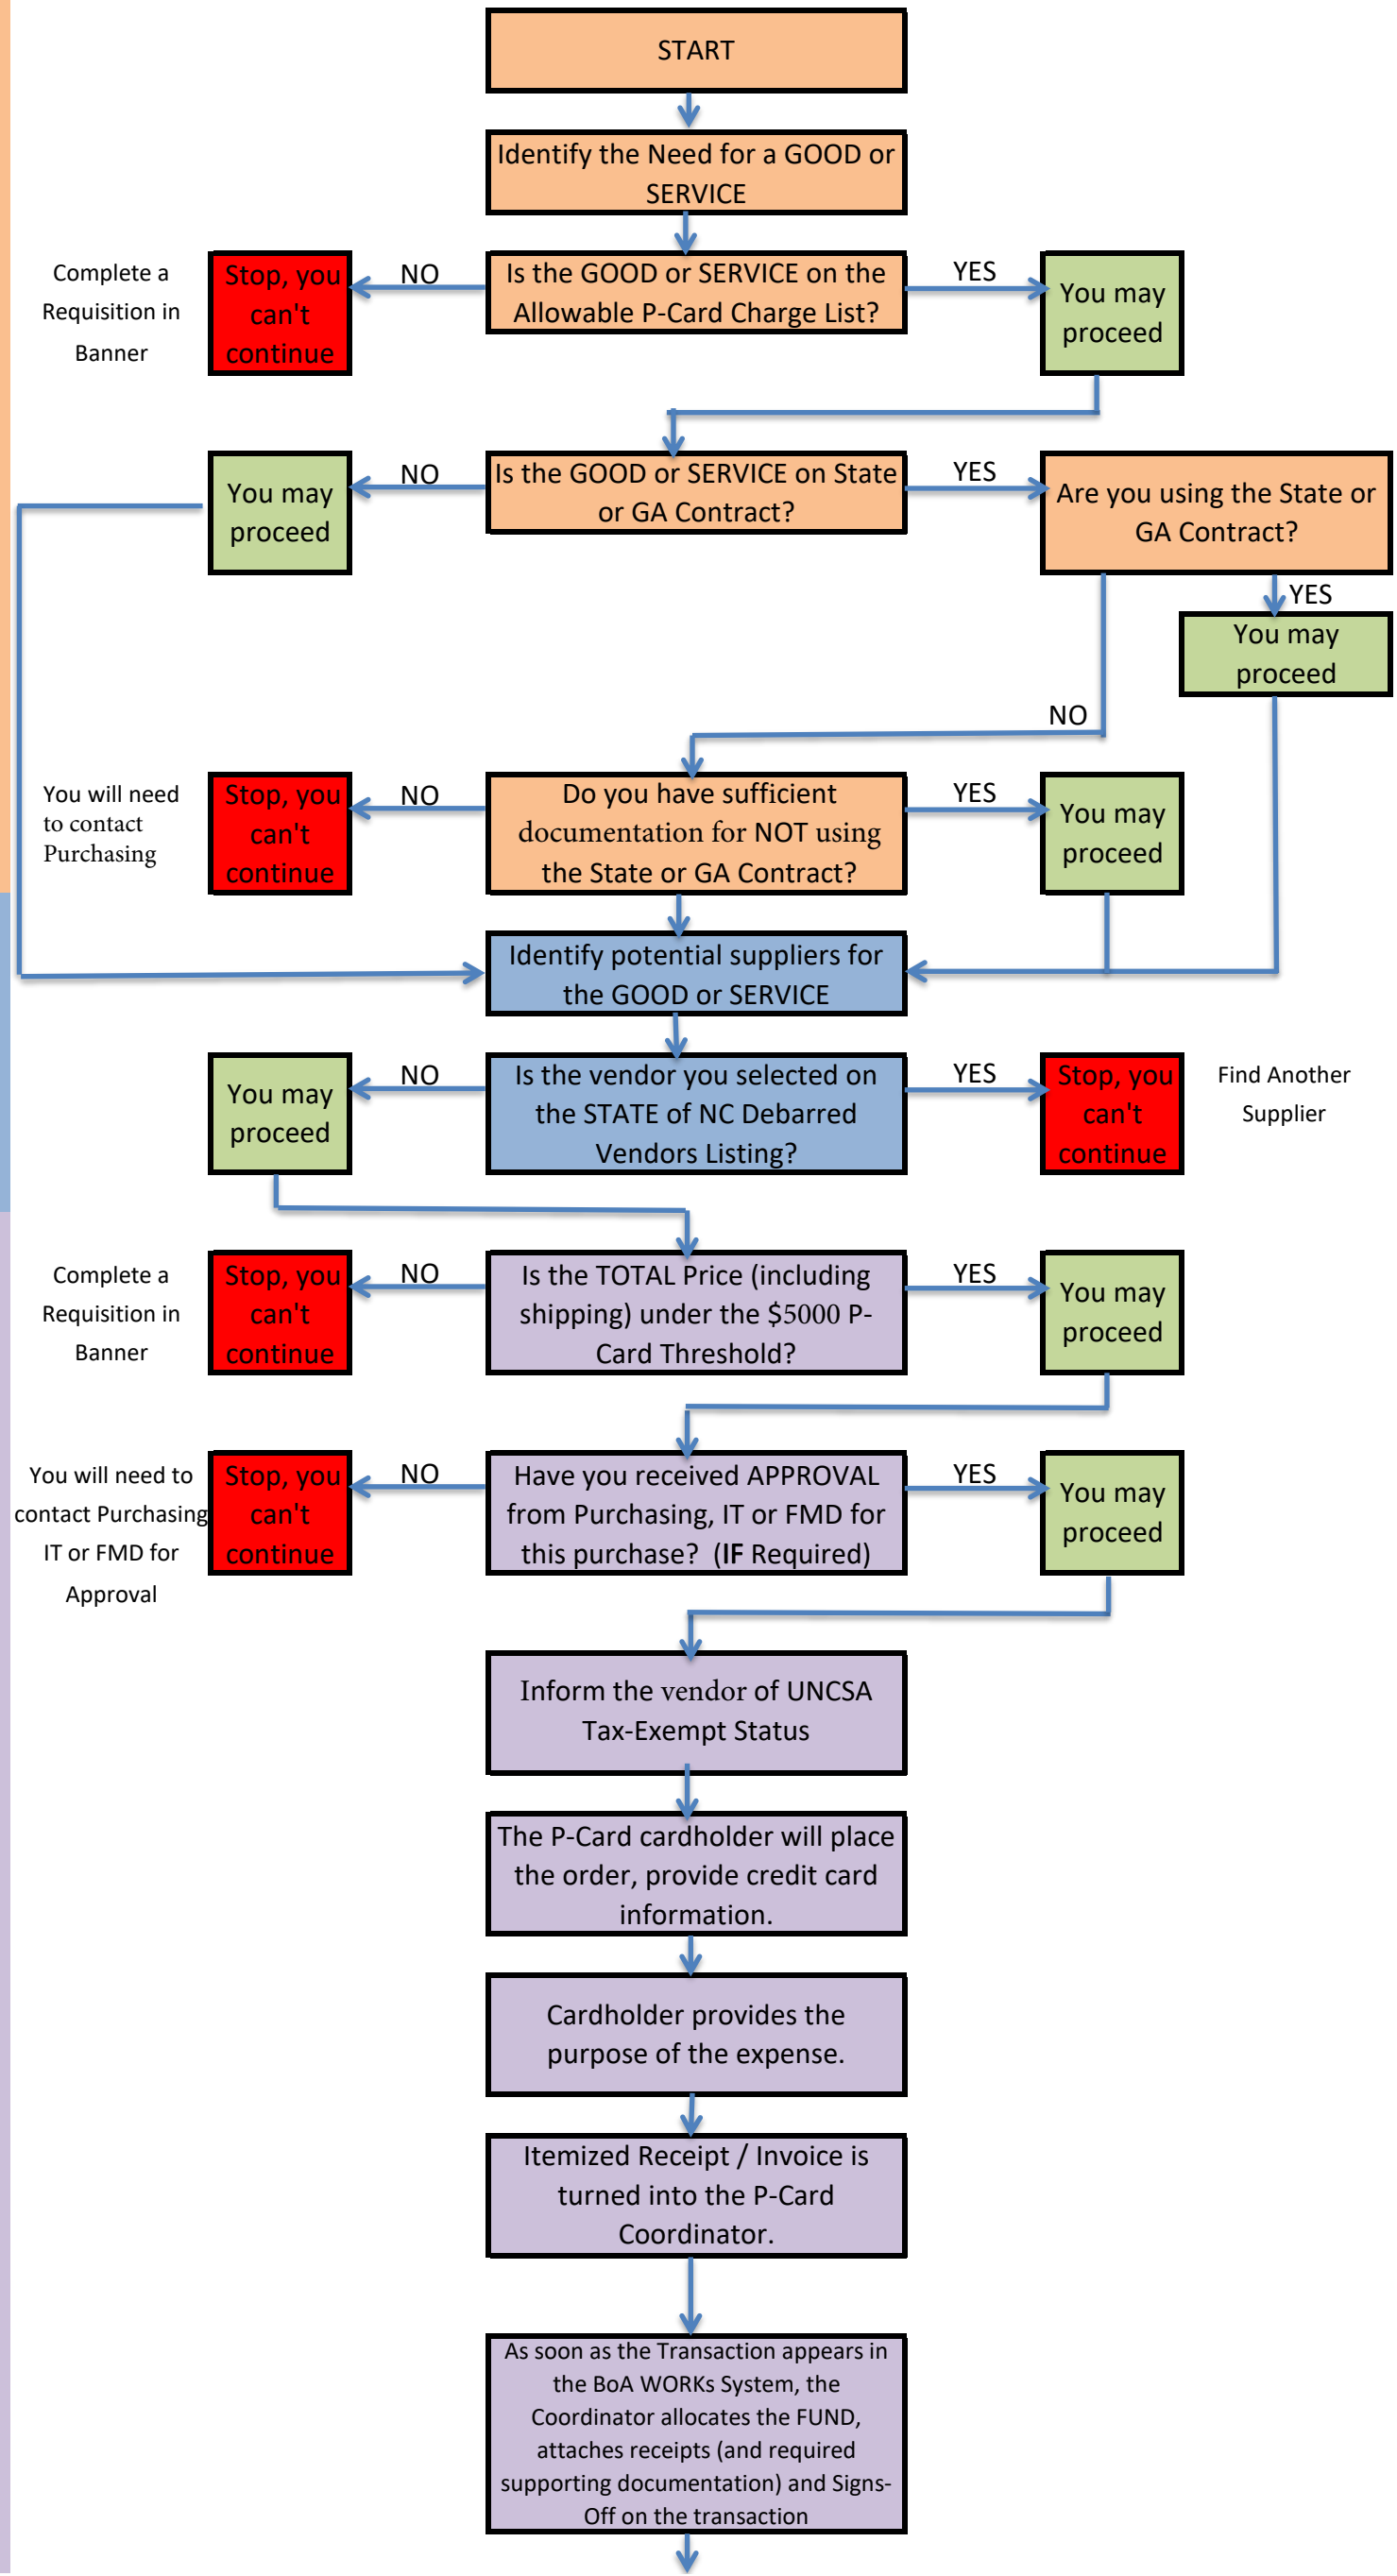 START
Identify the Need for a GOOD or
SERVICE
Complete a
Requisition in
Banner
Stop, you
can't
continue
NO
Is the GOOD or SERVICE on the
Allowable P-Card Charge List?
YES
You may
proceed
You may
proceed
NO
Is the GOOD or SERVICE on State
or GA Contract?
YES
Are you using the State or
GA Contract?
YES
You may
proceed
NO
You will need
to contact
Purchasing
Stop, you
can't
continue
NO
Do you have sufficient
documentation for NOT using
the State or GA Contract?
YES
You may
proceed
Identify potential suppliers for
the GOOD or SERVICE
You may
proceed
NO
Is the vendor you selected on
the STATE of NC Debarred
Vendors Listing?
YES
Stop, you
can't
continue
Find Another
Supplier
Complete a
Requisition in
Banner
Stop, you
can't
continue
NO
Is the TOTAL Price (including
shipping) under the $5000 P-
Card Threshold?
YES
You may
proceed
You will need to
contact Purchasing
IT or FMD for
Approval
Stop, you
can't
continue
NO
Have you received APPROVAL
from Purchasing, IT or FMD for
this purchase? (IF Required)
YES
You may
proceed
Inform the vendor of UNCSA
Tax-Exempt Status
The P-Card cardholder will place
the order, provide credit card
information.
Cardholder provides the
purpose of the expense.
Itemized Receipt / Invoice is
turned into the P-Card
Coordinator.
As soon as the Transaction appears in
the BoA WORKs System, the
Coordinator allocates the FUND,
attaches receipts (and required
supporting documentation) and Signs-
Off on the transaction